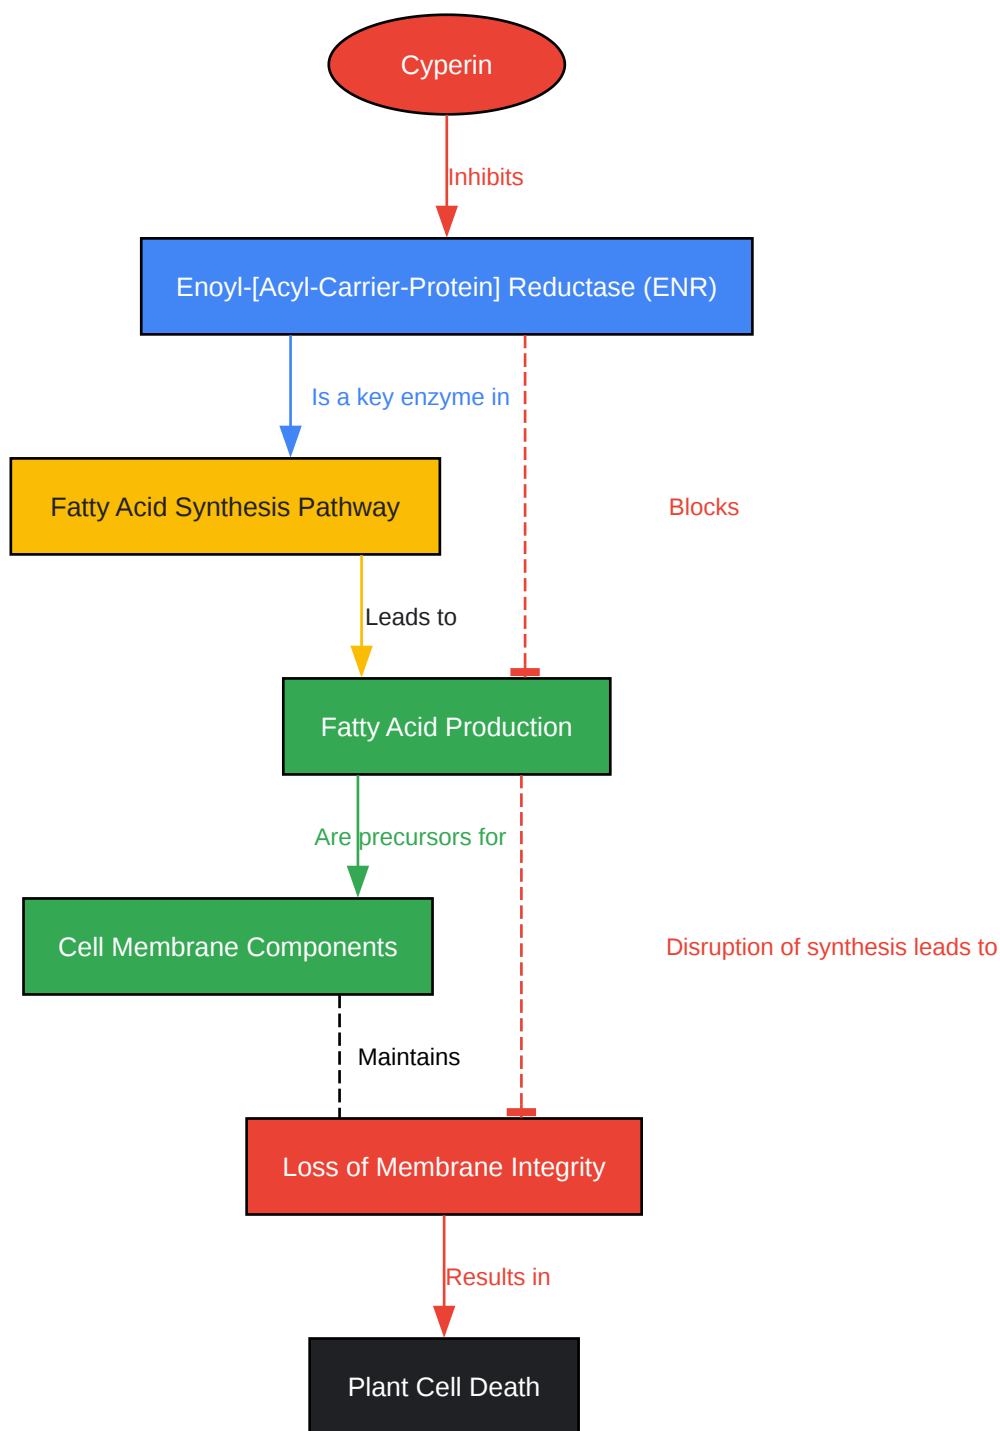 Cyperin
Inhibits
Enoyl-[Acyl-Carrier-Protein] Reductase (ENR)
Is a key enzyme in
Fatty Acid Synthesis Pathway
Blocks
Leads to
Fatty Acid Production
Are precursors for
Cell Membrane Components
Disruption of synthesis leads to
Maintains
Loss of Membrane Integrity
Results in
Plant Cell Death